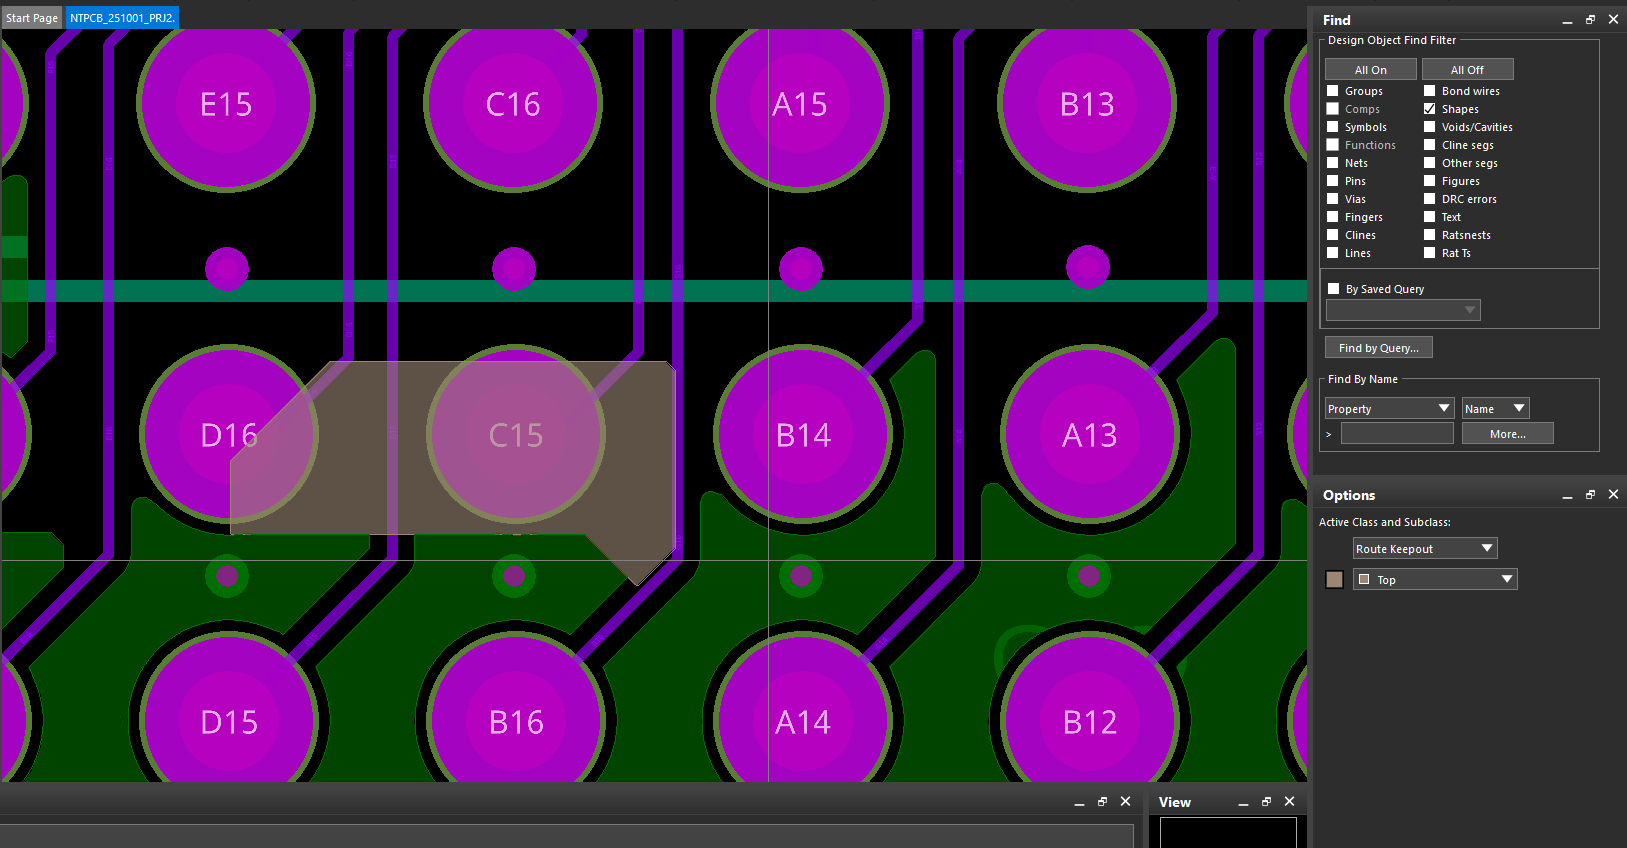 Start Page
NTPCB_251001_PRJ2.
E15
C16
A15
B13
D16
C15
B14
A13
D15
B16
A14
B12
View
Find
Design Object Find Filter
All On
All Off
Groups
Bond wires
Comps
Shapes
Symbols
Voids/Cavities
Functions
Cline segs
Nets
Other segs
Pins
Figures
Vias
DRC errors
Fingers
Text
Clines
Ratsnests
Lines
Rat Ts
By Saved Query
Find by Query...
Find By Name
Property
Name
>
More...
Options
Active Class and Subclass:
Route Keepout
Top